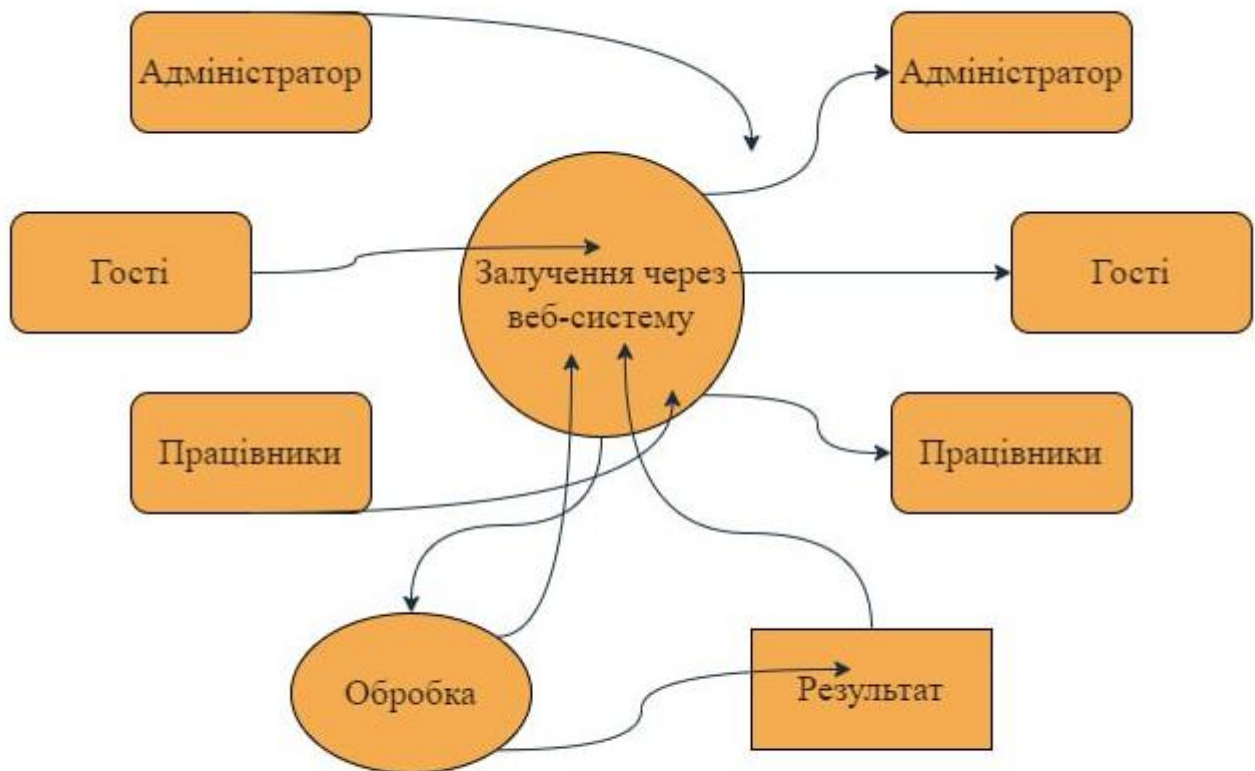 Адміністратор
Адміністратор
Гості
Залучення через
веб-систему
Гості
Працівники
Працівники
Обробка
Результат